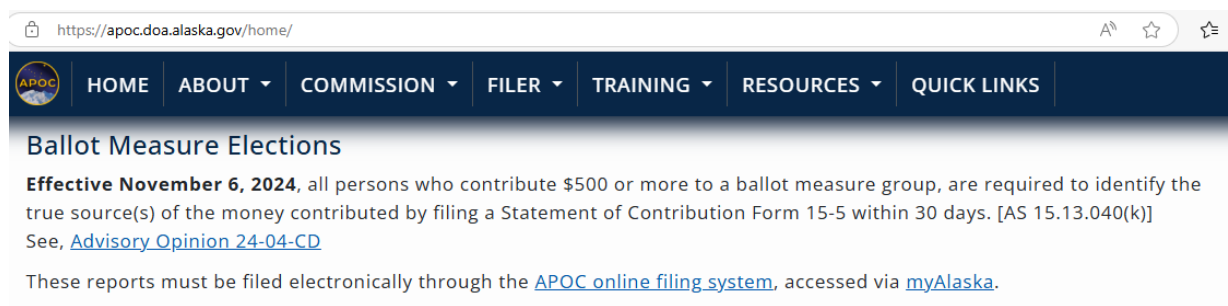 https://apoc.doa.alaska.gov/home/
APOC HOME ABOUT COMMISSION FILER TRAINING RESOURCES QUICK LINKS
Ballot Measure Elections
Effective November 6, 2024, all persons who contribute $500 or more to a ballot measure group, are required to identify the
true source(s) of the money contributed by filing a Statement of Contribution Form 15-5 within 30 days. [AS 15.13.040(k)]
See, Advisory Opinion 24-04-CD
These reports must be filed electronically through the APOC online filing system, accessed via myAlaska.